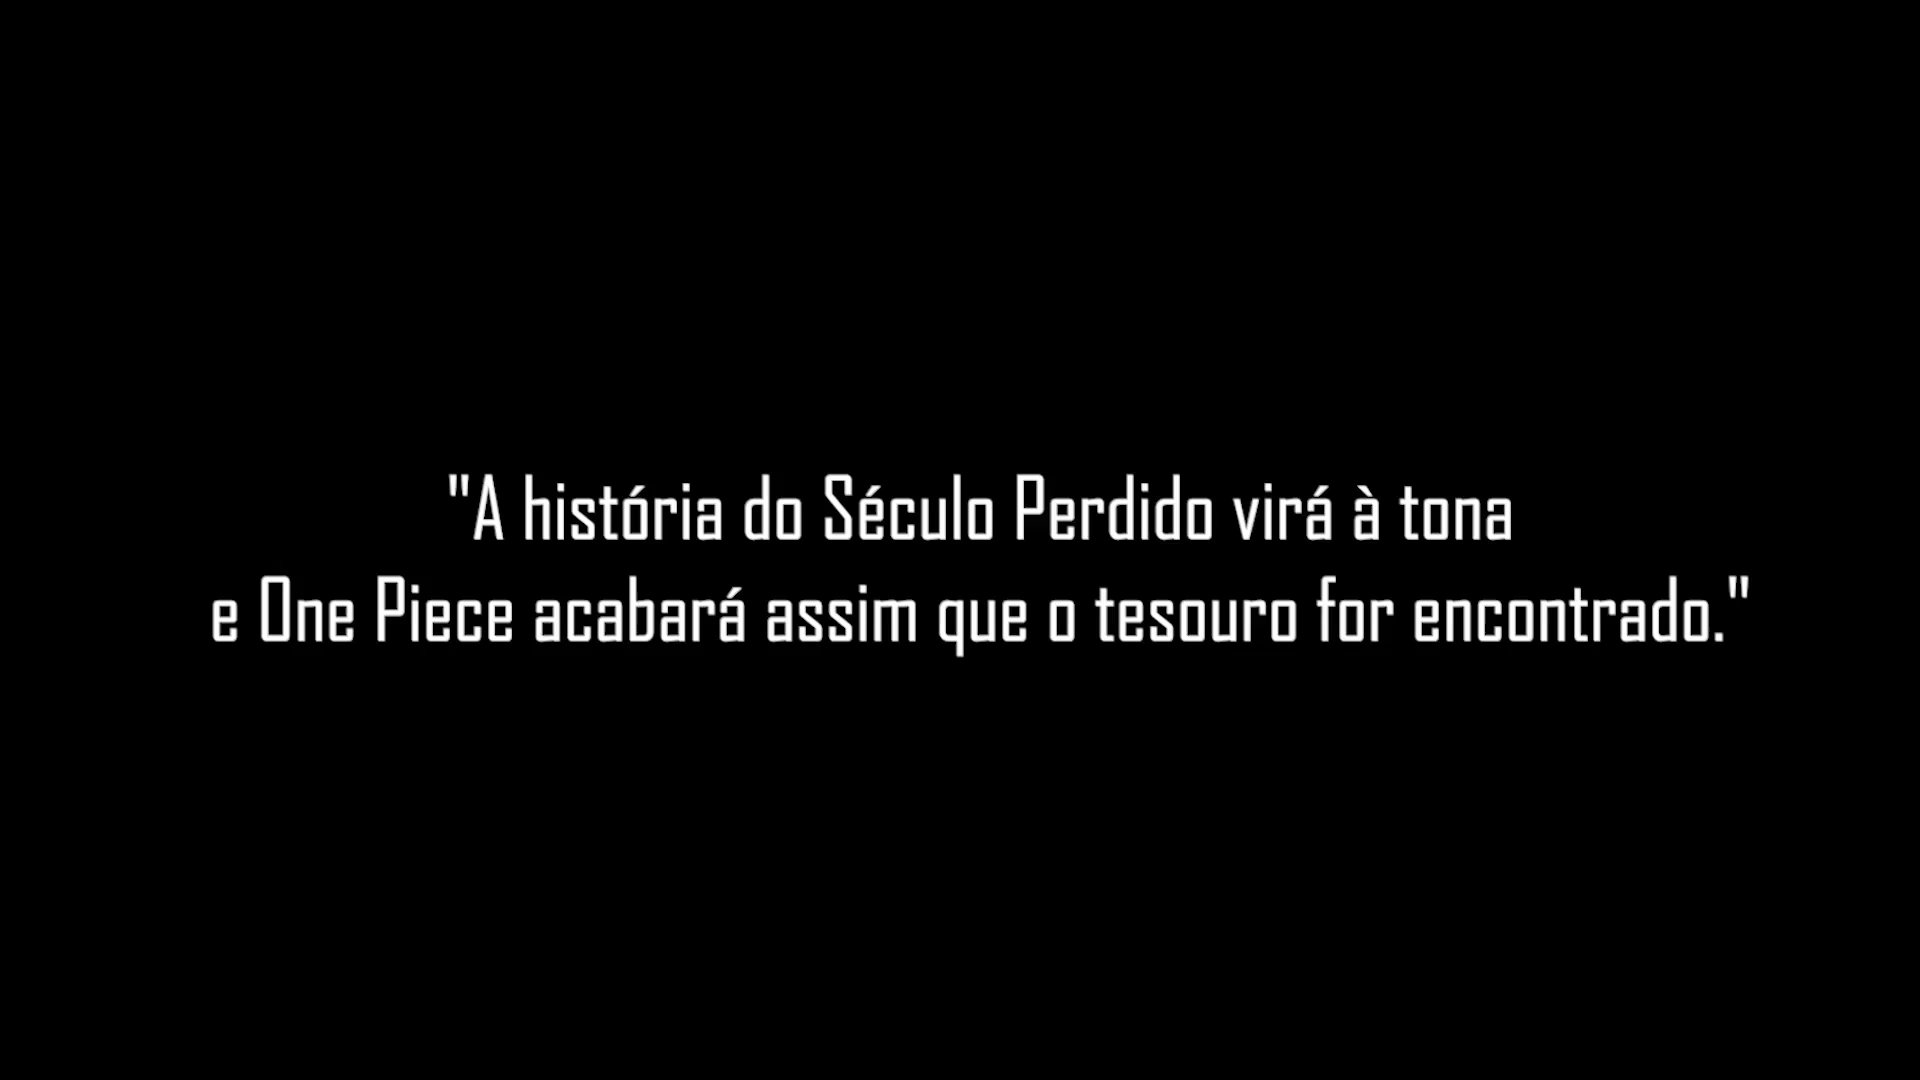 "A história do Século Perdido virá à tona
e One Piece acabará assim que o tesouro for encontrado."